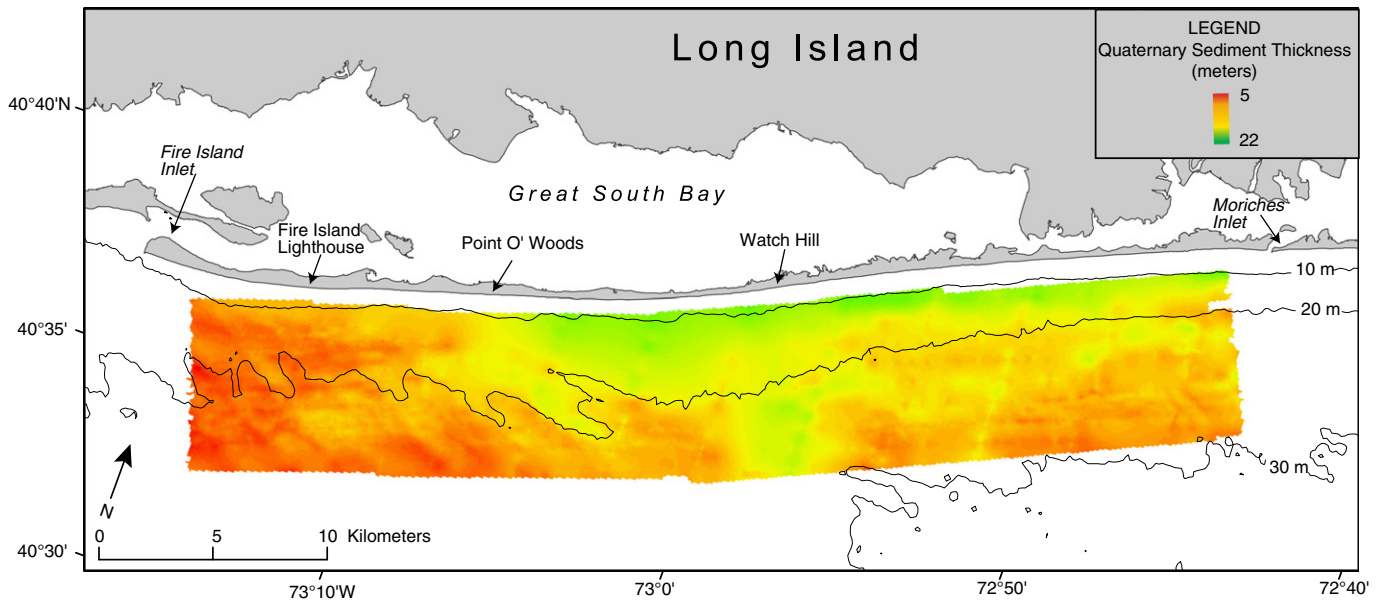 Long Island
LEGEND
Quaternary Sediment Thickness
(meters)
5
22
40°40'N
Fire Island
Inlet
Great South Bay
Moriches
Inlet
Fire Island
Lighthouse
Point O' Woods
Watch Hill
10 m
20 m
40°35'
30 m
N
0 5 10 Kilometers
40°30'
73°10'W
73°0'
72°50'
72°40'